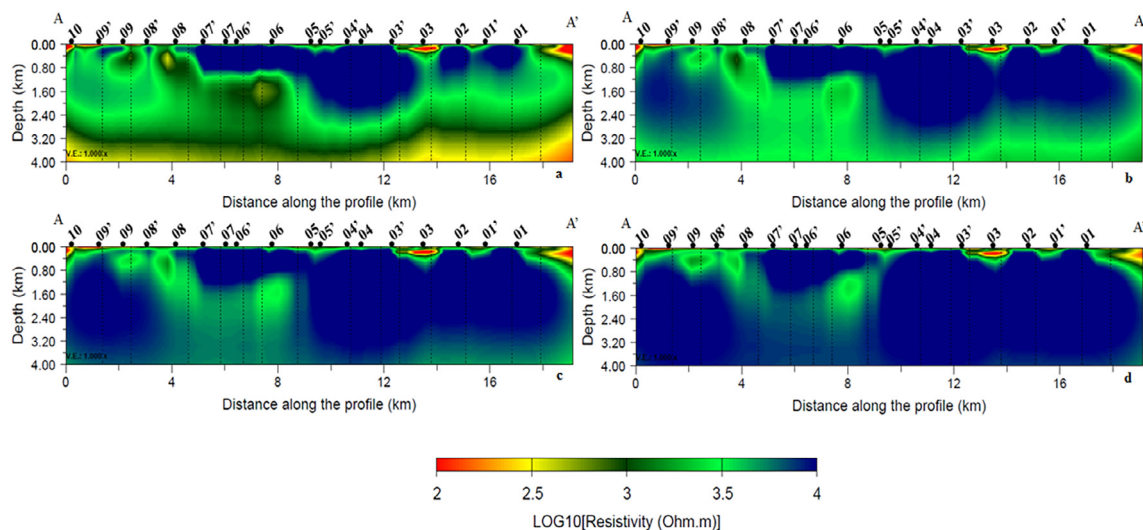 A 10 09' 09 08' 08 07' 07 06' 06 05 05' 04' 04 03' 03 02 01' 01 A'
0.00
0.80
1.60
2.40
3.20
4.00
Depth (km)
V.E.: 1.000x
a
0 4 8 12 16
Distance along the profile (km)
A 10 09' 09 08' 08 07' 07 06' 06 05 05' 04' 04 03' 03 02 01' 01 A'
0.00
0.80
1.60
2.40
3.20
4.00
Depth (km)
V.E.: 1.000x
b
0 4 8 12 16
Distance along the profile (km)
A 10 09' 09 08' 08 07' 07 06' 06 05 05' 04' 04 03' 03 02 01' 01 A'
0.00
0.80
1.60
2.40
3.20
4.00
Depth (km)
V.E.: 1.000x
c
0 4 8 12 16
Distance along the profile (km)
A 10 09' 09 08' 08 07' 07 06' 06 05 05' 04' 04 03' 03 02 01' 01 A'
0.00
0.80
1.60
2.40
3.20
4.00
Depth (km)
V.E.: 1.000x
d
0 4 8 12 16
Distance along the profile (km)
2 2.5 3 3.5 4
LOG10[Resistivity (Ohm.m)]